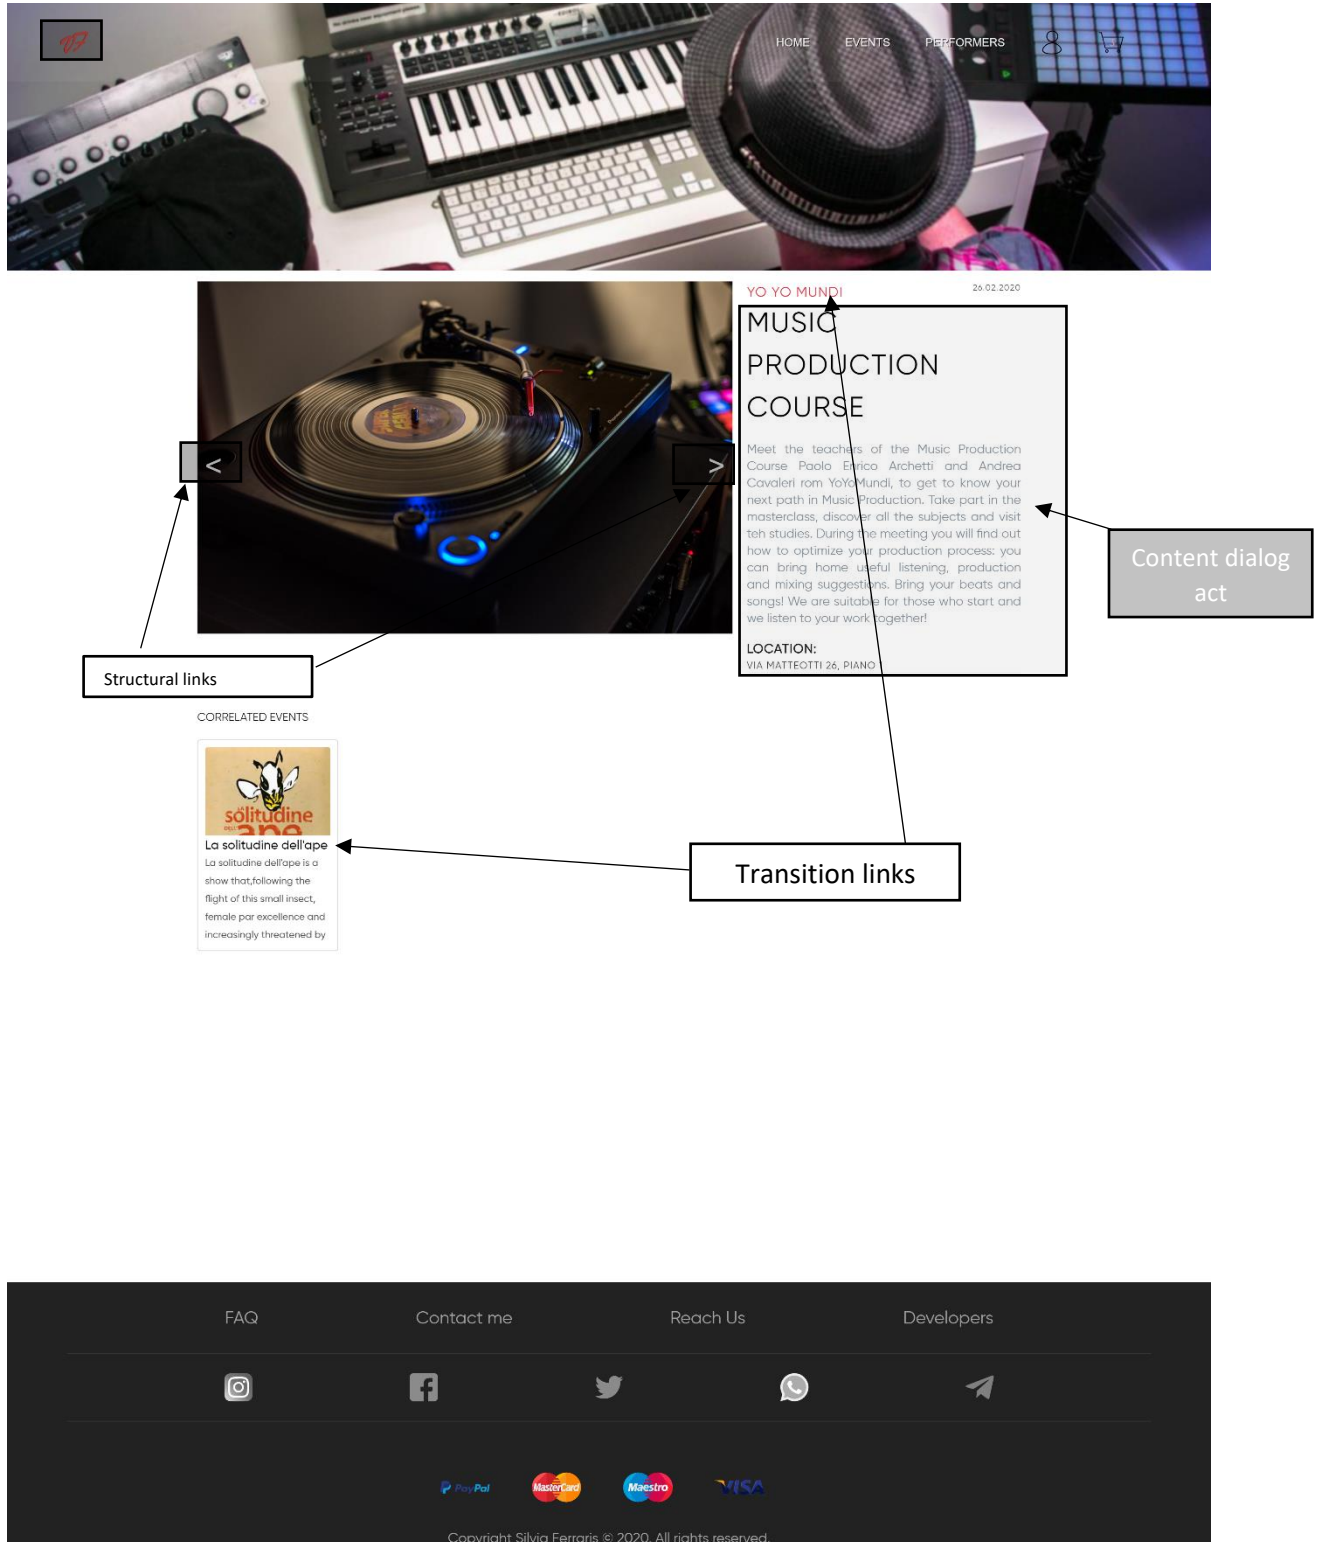 HOME EVENTS PERFORMERS
YO YO MUNDI 26.02.2020
MUSIC
PRODUCTION
COURSE
Meet the teachers of the Music Production
Course Paolo Enrico Archetti and Andrea
Cavaleri rom YoYoMundi, to get to know your
next path in Music Production. Take part in the
masterclass, discover all the subjects and visit
teh studies. During the meeting you will find out
how to optimize your production process: you
can bring home useful listening, production
and mixing suggestions. Bring your beats and
songs! We are suitable for those who start and
we listen to your work together!
LOCATION:
VIA MATTEOTTI 26, PIANO
<
>
Content dialog
act
Structural links
CORRELATED EVENTS
la
solitudine
dell'ape
La solitudine dell'ape
La solitudine dell'ape is a
show that,following the
flight of this small insect,
female par excellence and
increasingly threatened by
Transition links
FAQ Contact me Reach Us Developers
PayPal MasterCard Maestro VISA
Copyright Silvia Ferraris © 2020. All rights reserved.